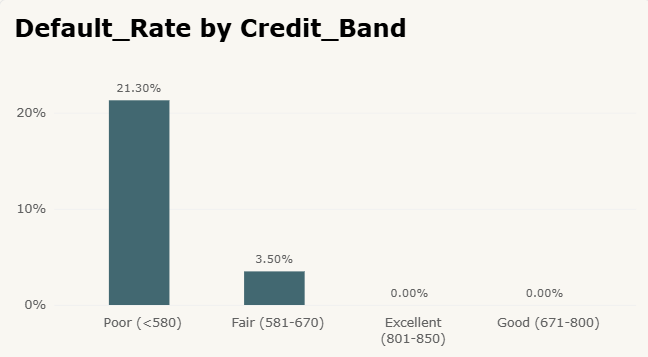 Default_Rate by Credit_Band
21.30%
20%
3.50%
10%
0.00%
0.00%
0%
Poor (<580)
Fair (581-670)
Excellent
(801-850)
Good (671-800)